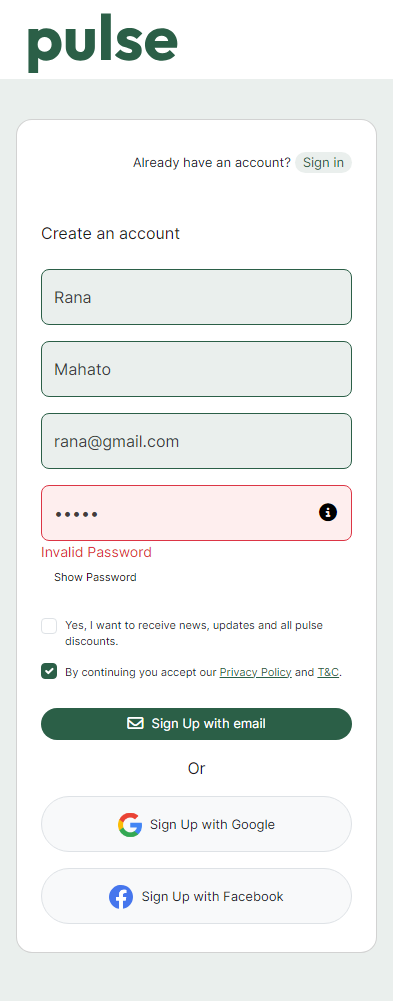 pulse
Already have an account? Sign in
Create an account
Rana
Mahato
rana@gmail.com
•••••
Invalid Password
Show Password
Yes, I want to receive news, updates and all pulse
discounts.
By continuing you accept our Privacy Policy and T&C.
Sign Up with email
Or
Sign Up with Google
Sign Up with Facebook